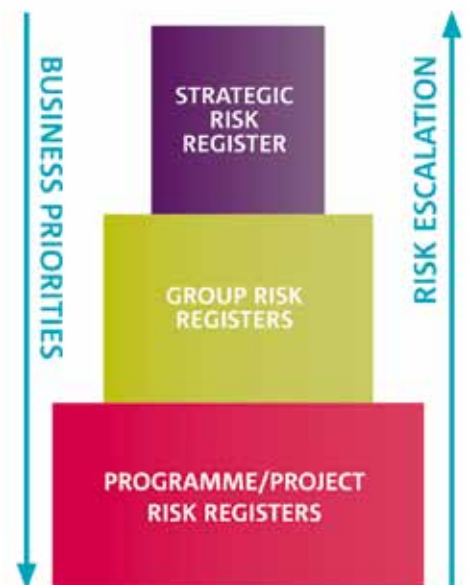 BUSINESS PRIORITIES
STRATEGIC
RISK
REGISTER
GROUP RISK
REGISTERS
PROGRAMME/PROJECT
RISK REGISTERS
RISK ESCALATION